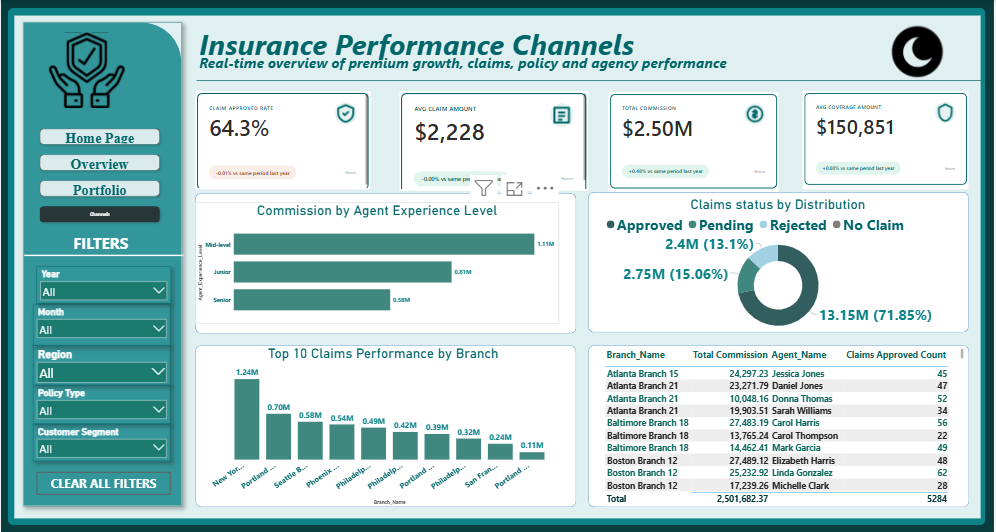 Insurance Performance Channels
Real-time overview of premium growth, claims, policy and agency performance
Home Page
Overview
Portfolio
Channels
FILTERS
Year
All
Month
All
Region
All
Policy Type
All
Customer Segment
All
CLEAR ALL FILTERS
CLAIM APPROVED RATE
64.3%
-0.01% vs same period last year
AVG CLAIM AMOUNT
$2,228
-0.00% vs same pe
TOTAL COMMISSION
$2.50M
+0.48% vs same period last year
AVG COVERAGE AMOUNT
$150,851
+0.00% vs same period last year
Commission by Agent Experience Level
Agent_Experience_Level
Mid-level 1.11M
Junior 0.81M
Senior 0.58M
Claims status by Distribution
Approved Pending Rejected No Claim
2.4M (13.1%)
2.75M (15.06%)
13.15M (71.85%)
Top 10 Claims Performance by Branch
1.24M 0.70M 0.58M 0.54M 0.49M 0.42M 0.39M 0.32M 0.24M 0.11M
New Yor... Portland ... Seattle B... Phoenix ... Philadelp... Philadelp... Portland ... Philadelp... San Fran... Portland ...
Branch_Name
Branch_Name Total Commission Agent_Name Claims Approved Count
Atlanta Branch 15 24,297.23 Jessica Jones 45
Atlanta Branch 21 23,271.79 Daniel Jones 47
Atlanta Branch 21 10,048.16 Donna Thomas 52
Atlanta Branch 21 19,903.51 Sarah Williams 34
Baltimore Branch 18 27,483.19 Carol Harris 56
Baltimore Branch 18 13,765.24 Carol Thompson 22
Baltimore Branch 18 14,462.41 Mark Garcia 49
Boston Branch 12 27,489.12 Elizabeth Harris 48
Boston Branch 12 25,232.92 Linda Gonzalez 62
Boston Branch 12 17,239.26 Michelle Clark 28
Total 2,501,682.37 5284